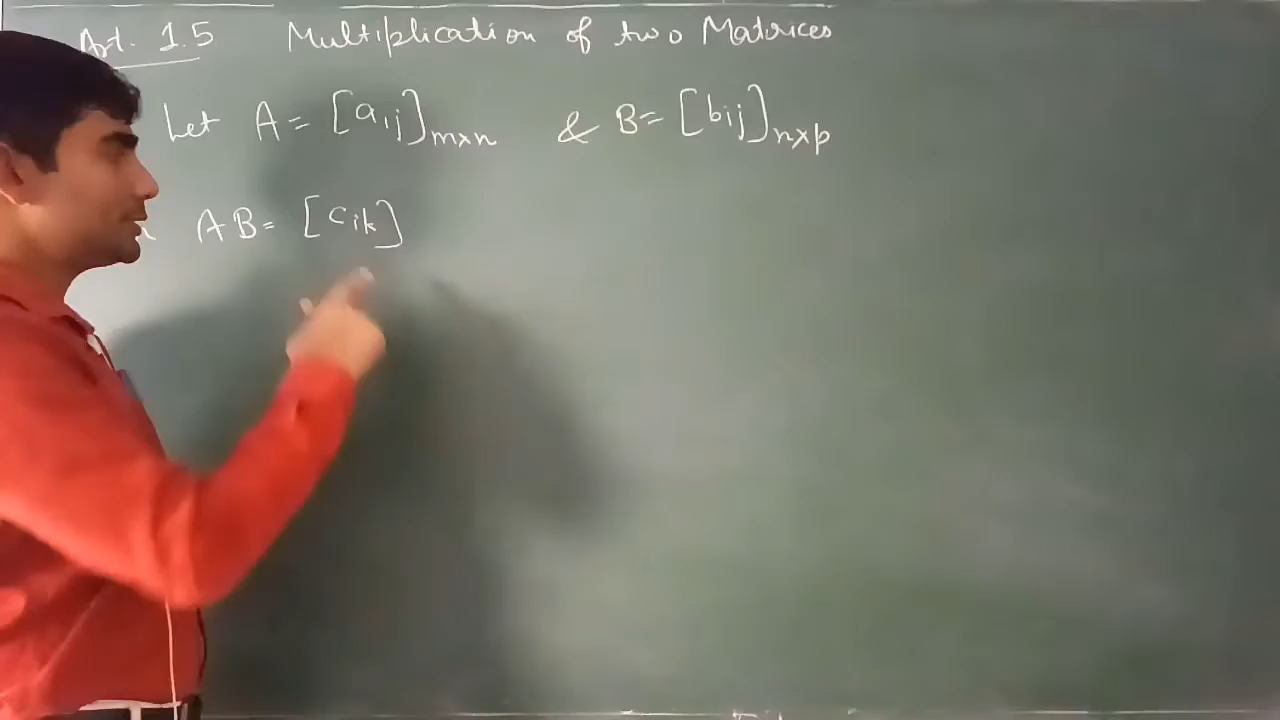 Art. 1.5 Multiplication of two Matrices
Let A = [aij]m×n & B = [bij]n×p
AB = [cik]